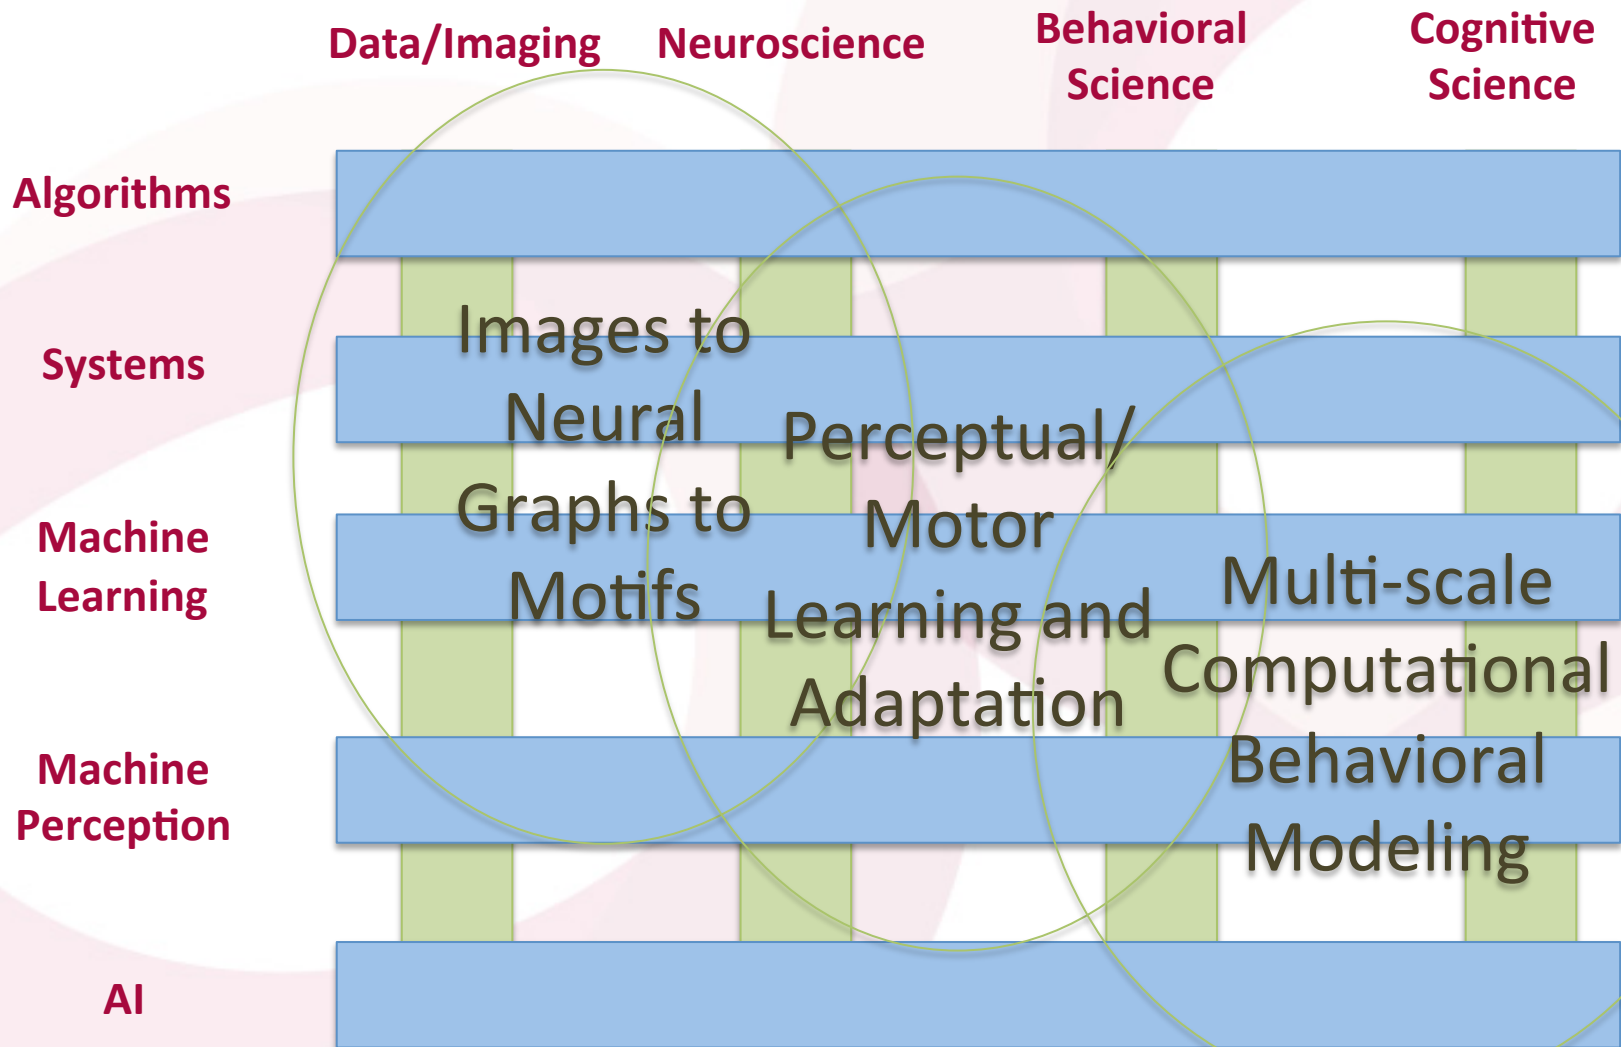 Data/Imaging
Neuroscience
Behavioral
Science
Cognitive
Science
Algorithms
Systems
Machine
Learning
Machine
Perception
AI
Images to
Neural
Graphs to
Motifs
Perceptual/
Motor
Learning and
Adaptation
Multi-scale
Computational
Behavioral
Modeling